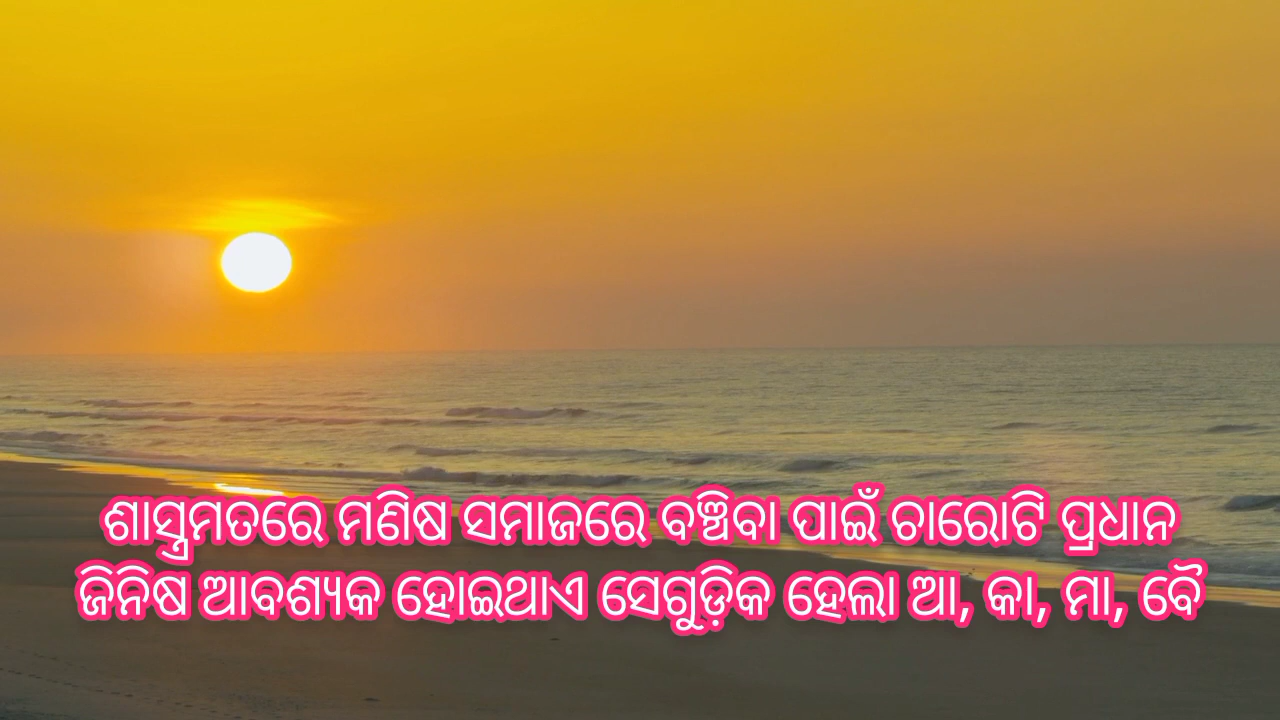 ଶାସ୍ତ୍ରମତରେ ମଣିଷ ସମାଜରେ ବଞ୍ଚିବା ପାଇଁ ଚାରୋଟି ପ୍ରଧାନ
ଜିନିଷ ଆବଶ୍ୟକ ହୋଇଥାଏ ସେଗୁଡ଼ିକ ହେଲା ଆ, କା, ମା, ବୈ